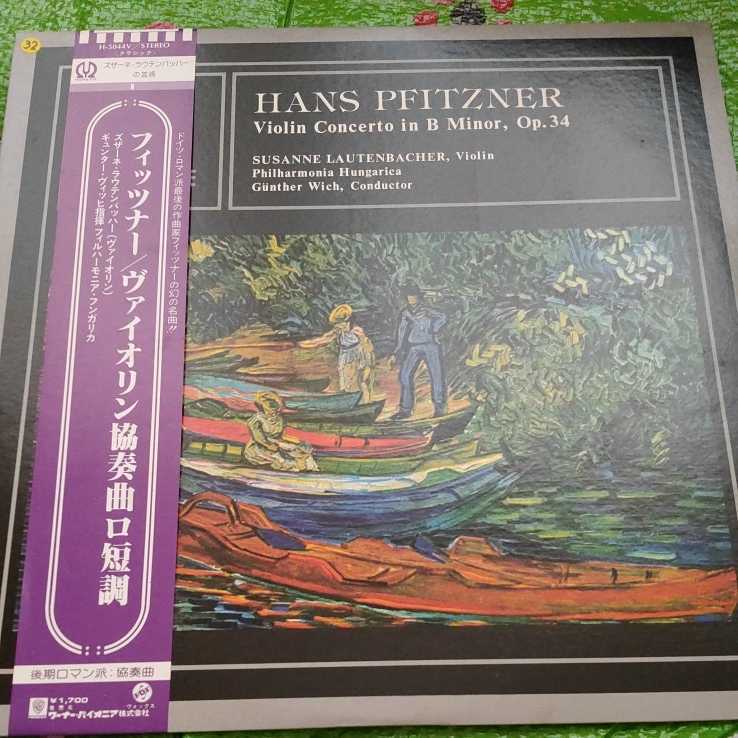 32
H-5044V/STEREO
クラシック
スザーネ・ラウテンバッハー
の芸術
ドイツ・ロマン派最後の作曲家フィッツナーの幻の名曲!!
フィッツナー/ヴァイオリン協奏曲ロ短調
スザーネ・ラウテンバッハー(ヴァイオリン)
ギュンター・ヴィッヒ指揮フィルハーモニア・フンガリカ
後期ロマン派:協奏曲
¥1,700
発売元
ワーナー・パイオニア株式会社
VOX
ヴォックス
HANS PFITZNER
Violin Concerto in B Minor, Op.34
SUSANNE LAUTENBACHER, Violin
Philharmonia Hungarica
Günther Wich, Conductor